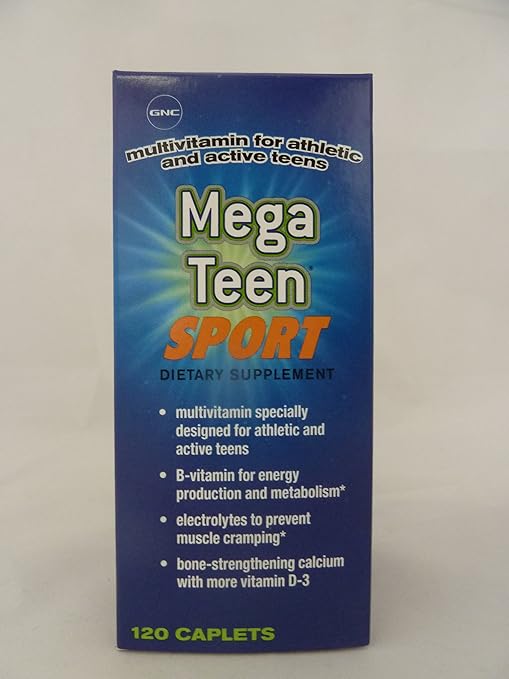 GNC
multivitamin for athletic
and active teens
Mega
Teen®
SPORT
DIETARY SUPPLEMENT
• multivitamin specially
designed for athletic and
active teens
• B-vitamin for energy
production and metabolism*
• electrolytes to prevent
muscle cramping*
• bone-strengthening calcium
with more vitamin D-3
120 CAPLETS